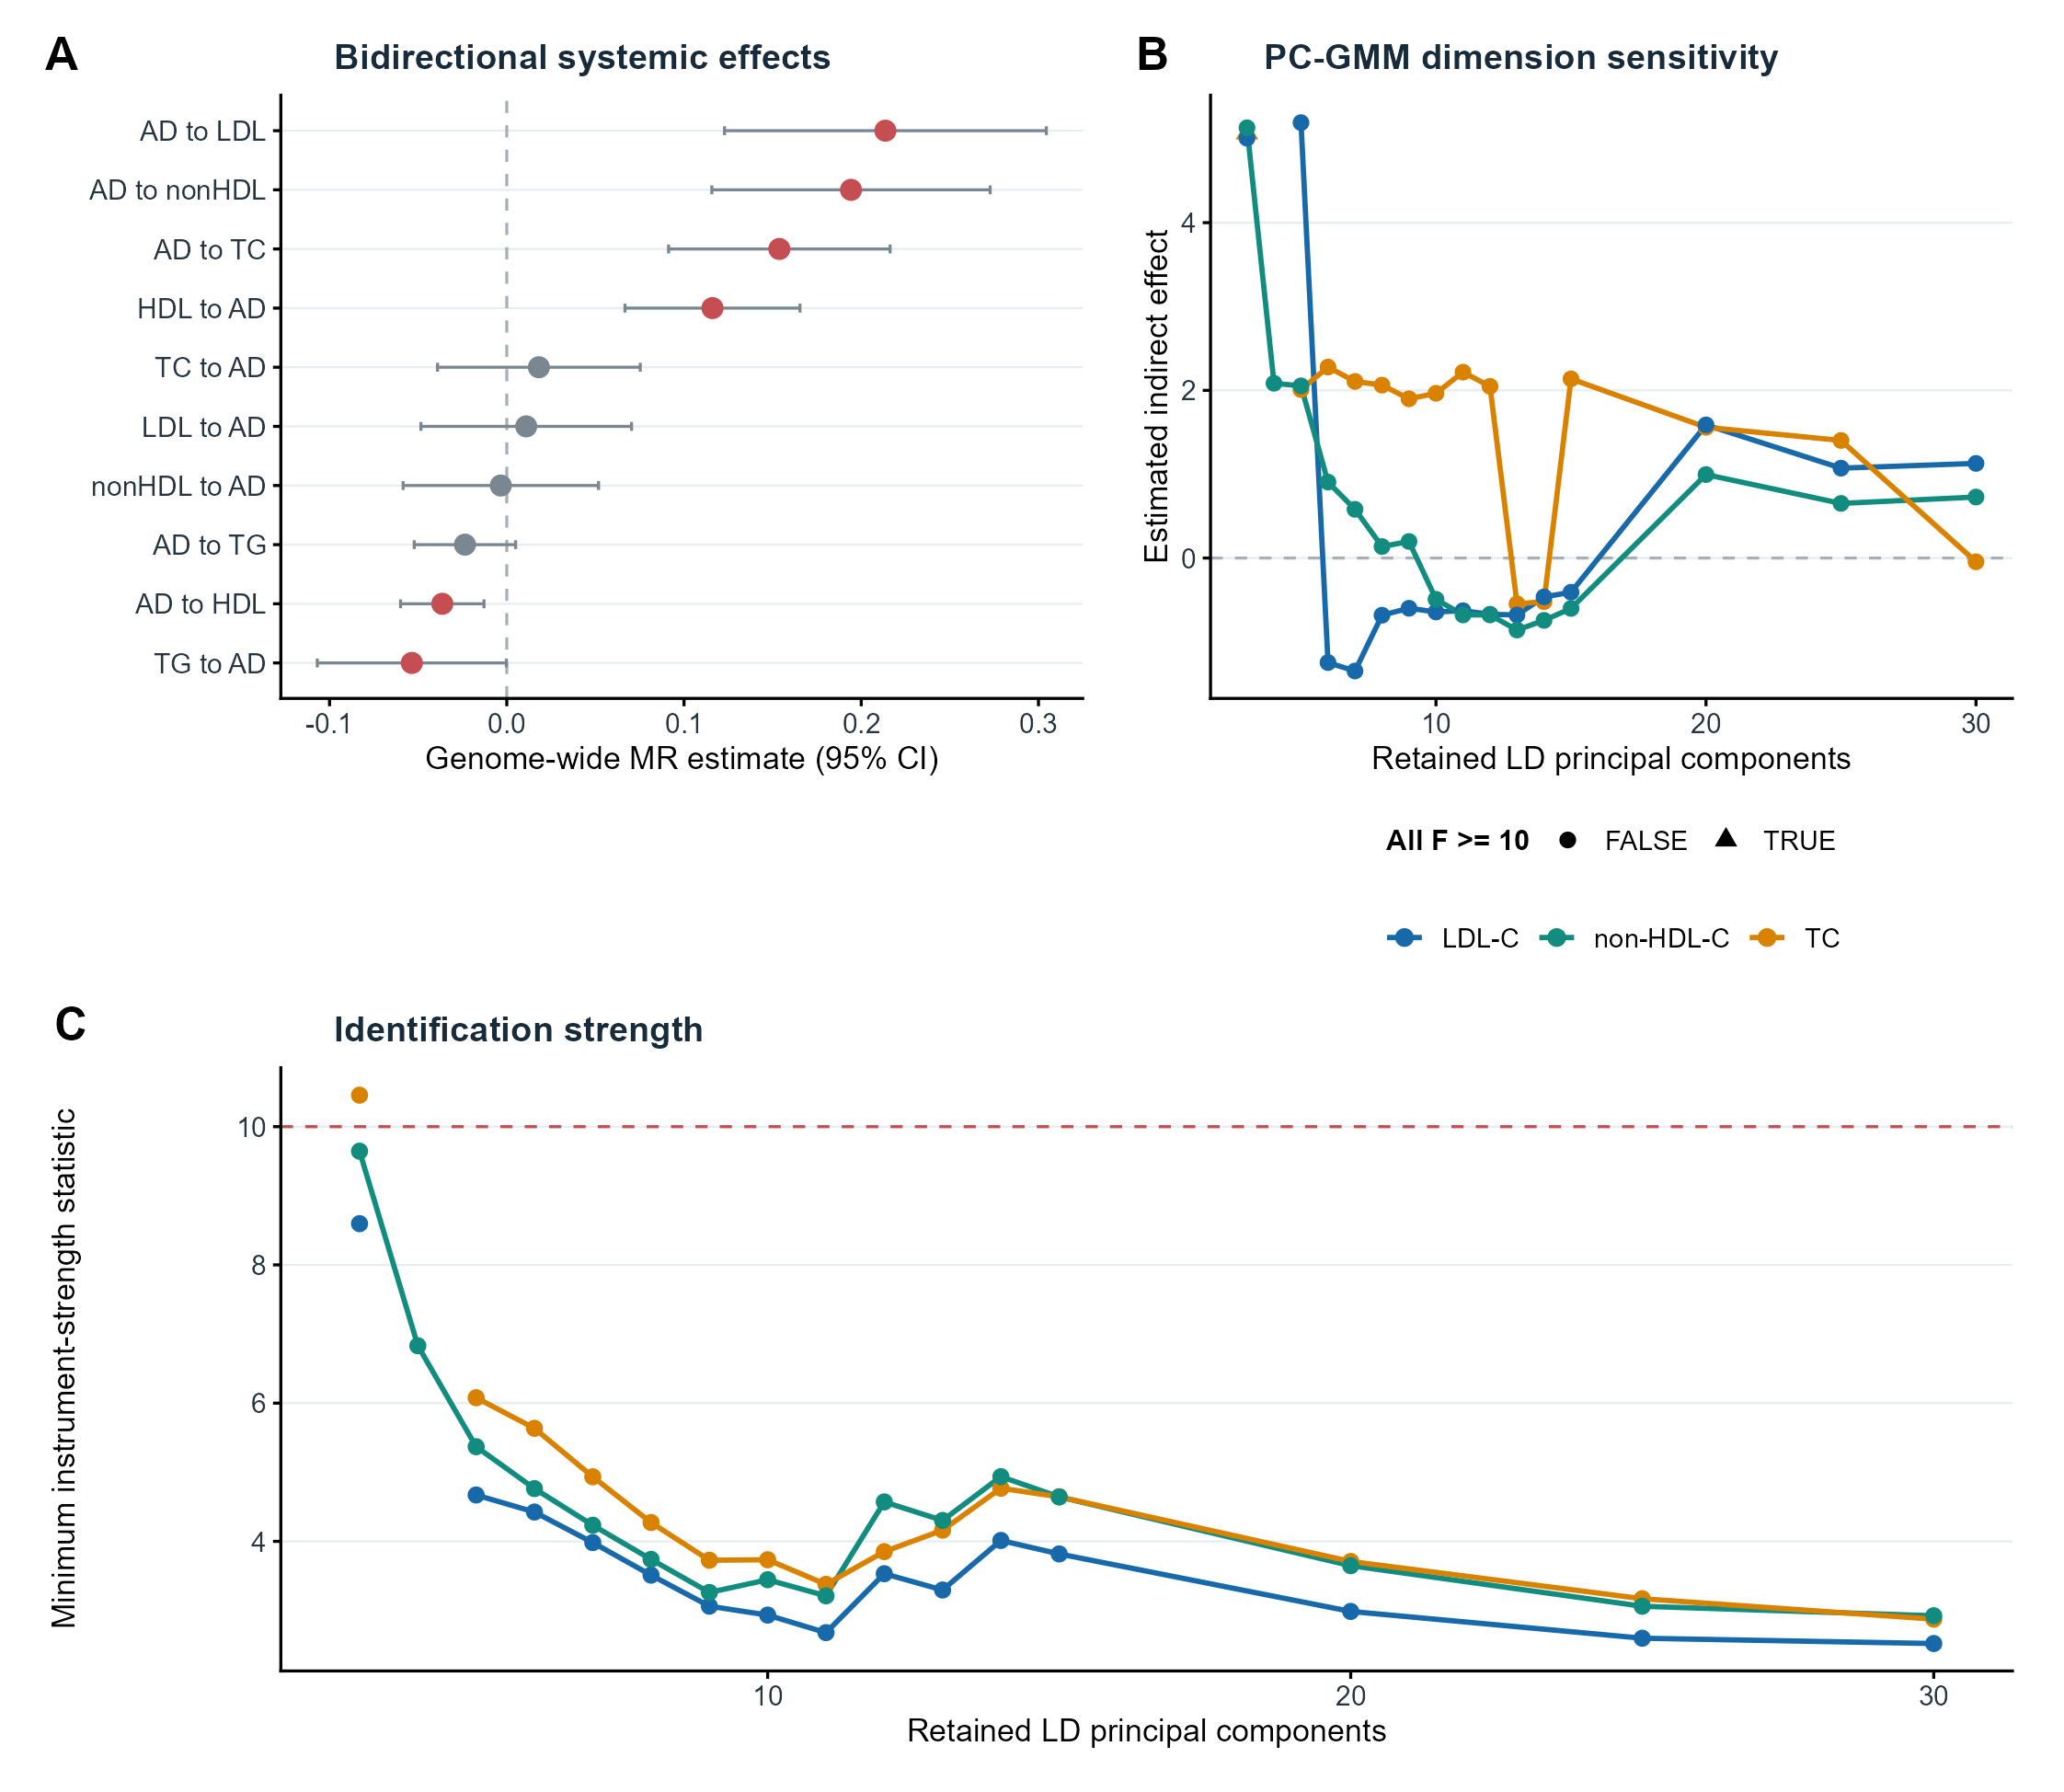 A
Bidirectional systemic effects
AD to LDL
AD to nonHDL
AD to TC
HDL to AD
TC to AD
LDL to AD
nonHDL to AD
AD to TG
AD to HDL
TG to AD
-0.1 0.0 0.1 0.2 0.3
Genome-wide MR estimate (95% CI)
B
PC-GMM dimension sensitivity
Estimated indirect effect
4
2
0
10 20 30
Retained LD principal components
All F >= 10 FALSE TRUE
LDL-C non-HDL-C TC
C
Identification strength
Minimum instrument-strength statistic
10
8
6
4
10 20 30
Retained LD principal components